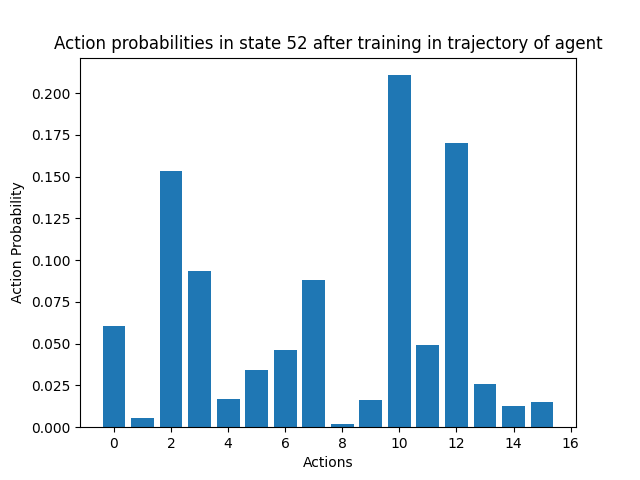 Action probabilities in state 52 after training in trajectory of agent
0.200
0.175
0.150
0.125
0.100
0.075
0.050
0.025
0.000
Action Probability
0 2 4 6 8 10 12 14 16
Actions